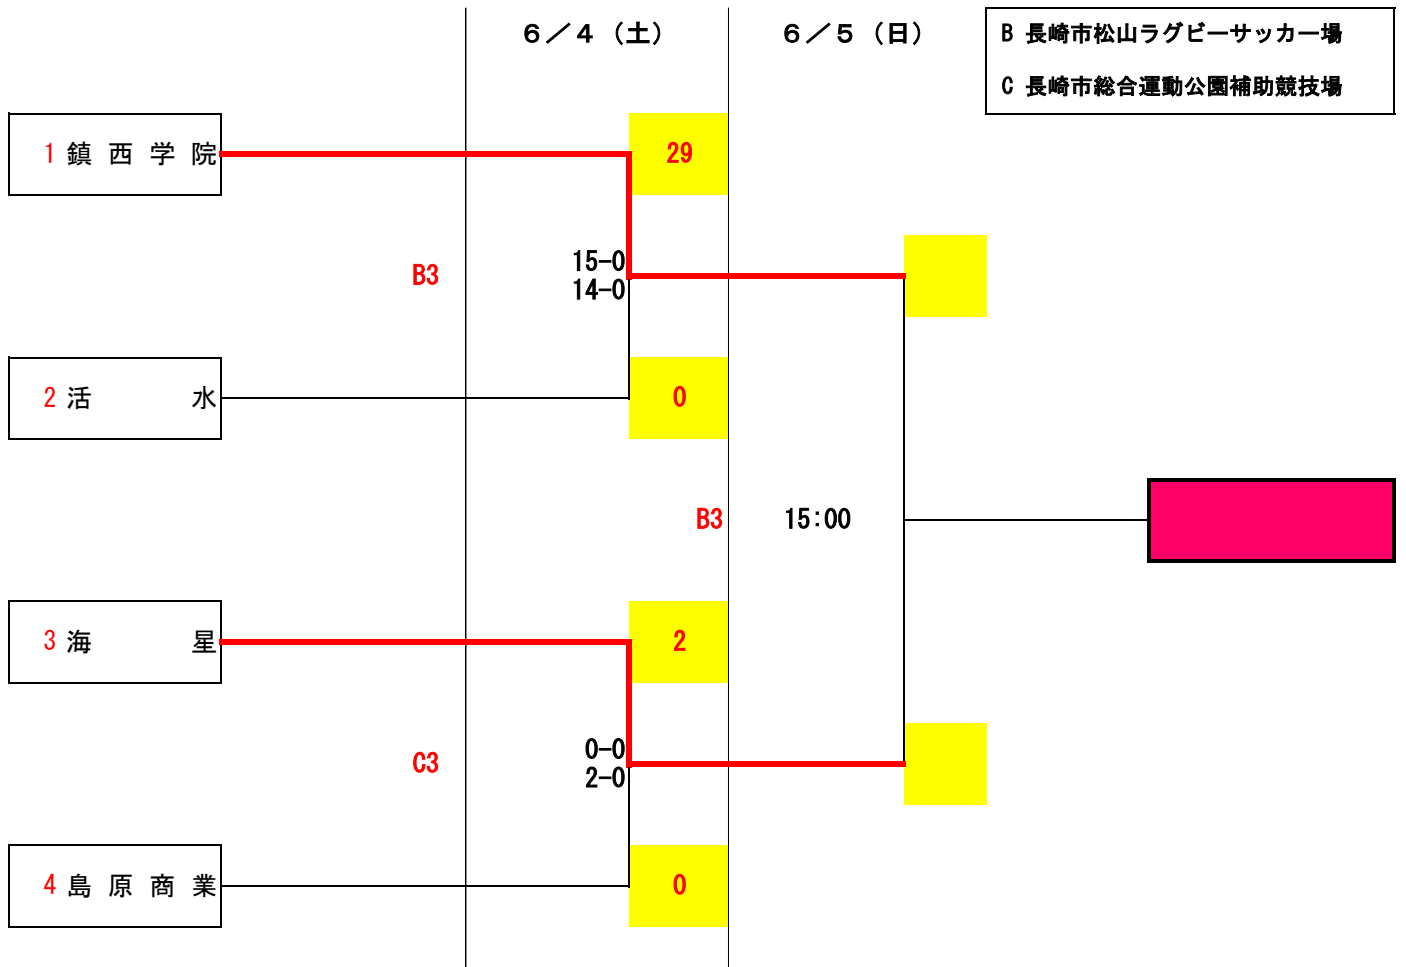 ６／４（土）
６／５（日）
B 長崎市松山ラグビーサッカー場
C 長崎市総合運動公園補助競技場
1 鎮西学院
29
B3
15-0
14-0
2 活水
0
B3
15:00
3 海星
2
C3
0-0
2-0
4 島原商業
0